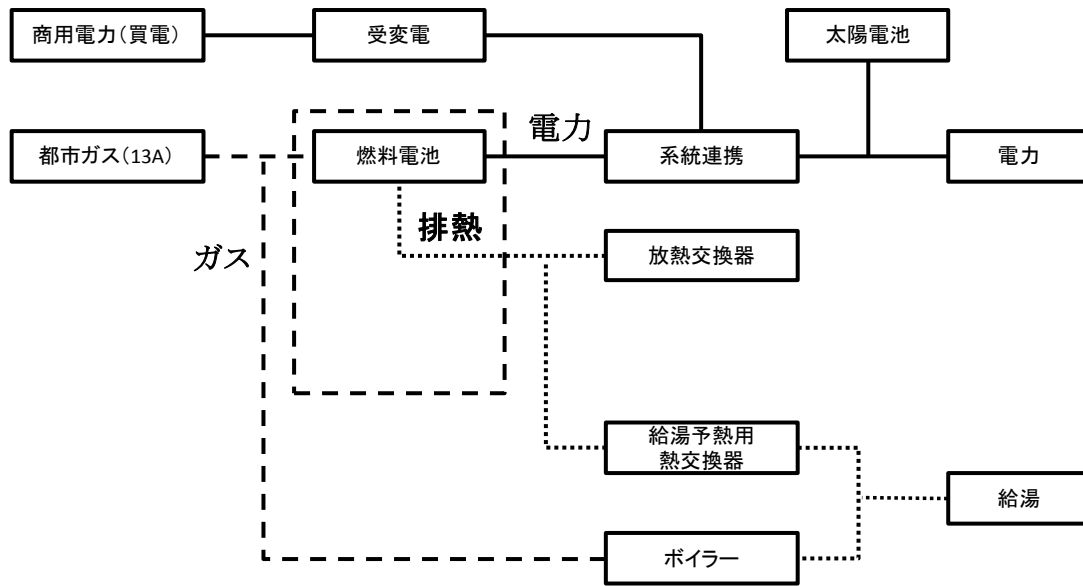 商用電力(買電)
受変電
太陽電池
都市ガス(13A)
燃料電池
電力
系統連携
電力
排熱
ガス
放熱交換器
給湯予熱用
熱交換器
給湯
ボイラー